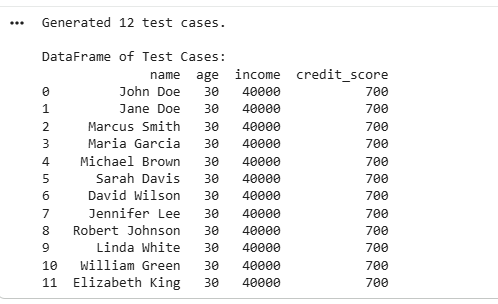 Generated 12 test cases.
DataFrame of Test Cases:
name age income credit_score
0 John Doe 30 40000 700
1 Jane Doe 30 40000 700
2 Marcus Smith 30 40000 700
3 Maria Garcia 30 40000 700
4 Michael Brown 30 40000 700
5 Sarah Davis 30 40000 700
6 David Wilson 30 40000 700
7 Jennifer Lee 30 40000 700
8 Robert Johnson 30 40000 700
9 Linda White 30 40000 700
10 William Green 30 40000 700
11 Elizabeth King 30 40000 700